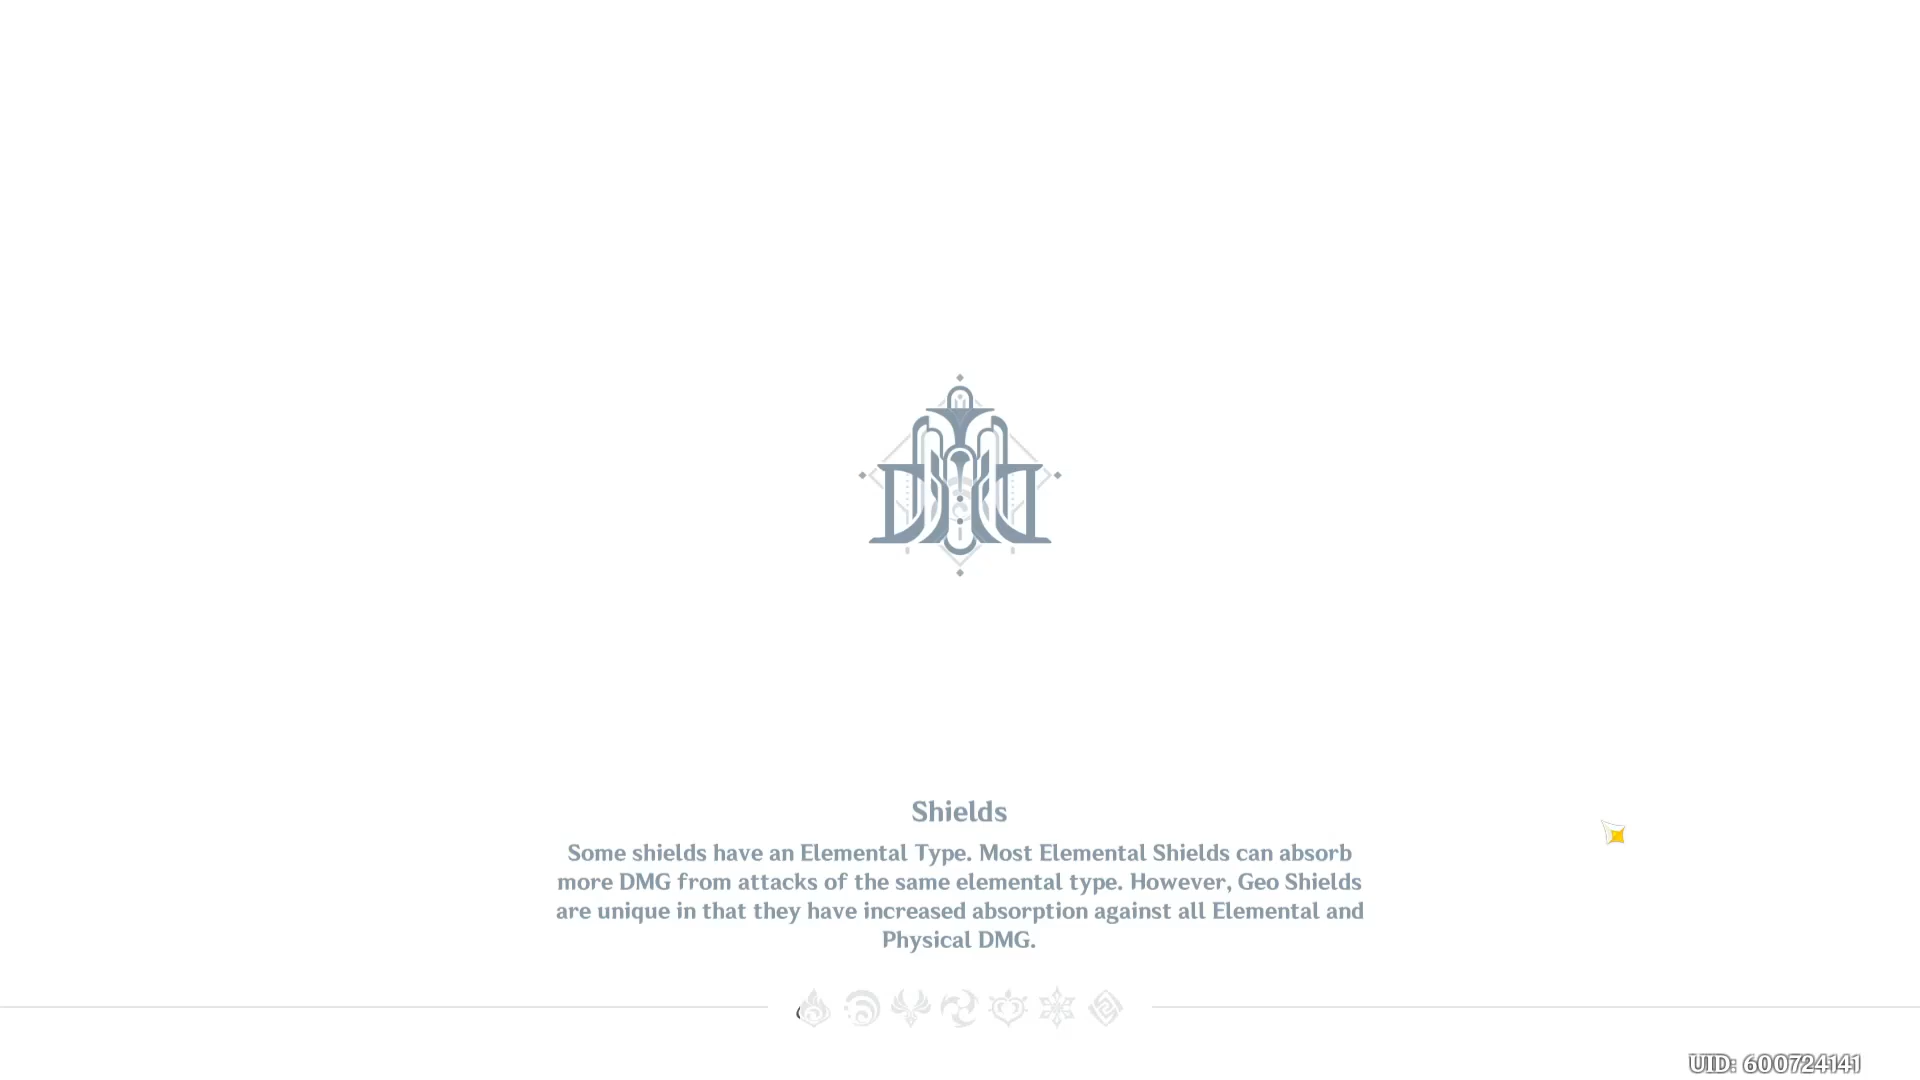 Shields
Some shields have an Elemental Type. Most Elemental Shields can absorb
more DMG from attacks of the same elemental type. However, Geo Shields
are unique in that they have increased absorption against all Elemental and
Physical DMG.
UID: 600724141